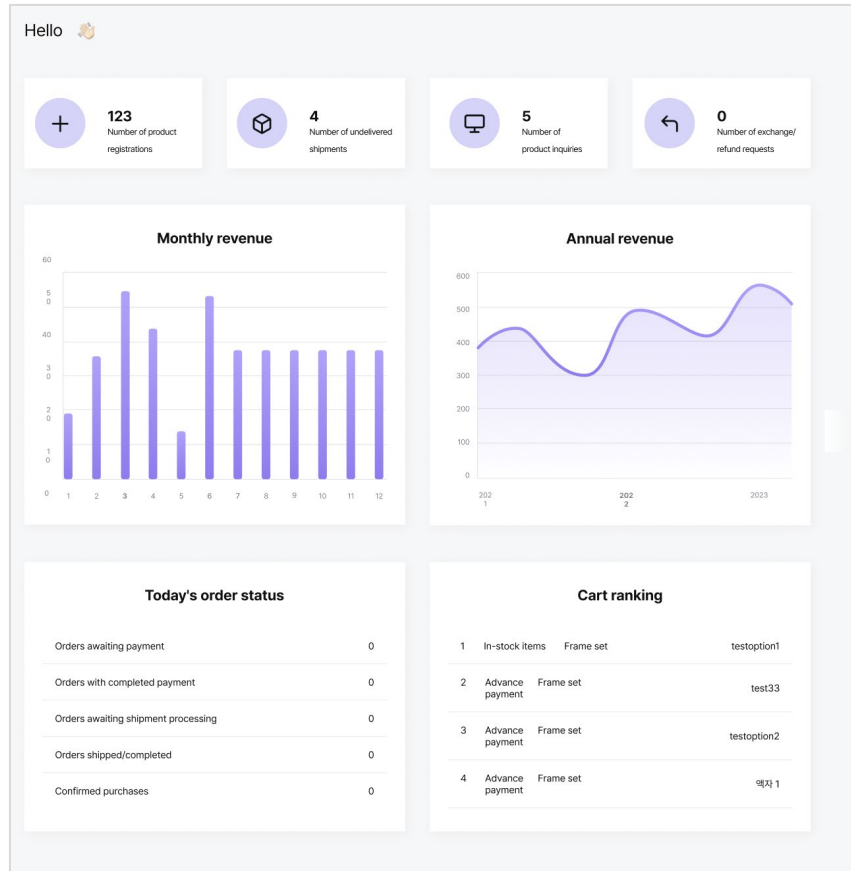 Hello
123
Number of product
registrations
4
Number of undelivered
shipments
5
Number of
product inquiries
0
Number of exchange/
refund requests
Monthly revenue
60
5
0
40
3
0
2
0
1
0
0
1 2 3 4 5 6 7 8 9 10 11 12
Annual revenue
600
500
400
300
200
100
0
202
1
202
2
2023
Today's order status
Orders awaiting payment 0
Orders with completed payment 0
Orders awaiting shipment processing 0
Orders shipped/completed 0
Confirmed purchases 0
Cart ranking
1 In-stock items Frame set testoption1
2 Advance Frame set test33
payment
3 Advance Frame set testoption2
payment
4 Advance Frame set 액자 1
payment